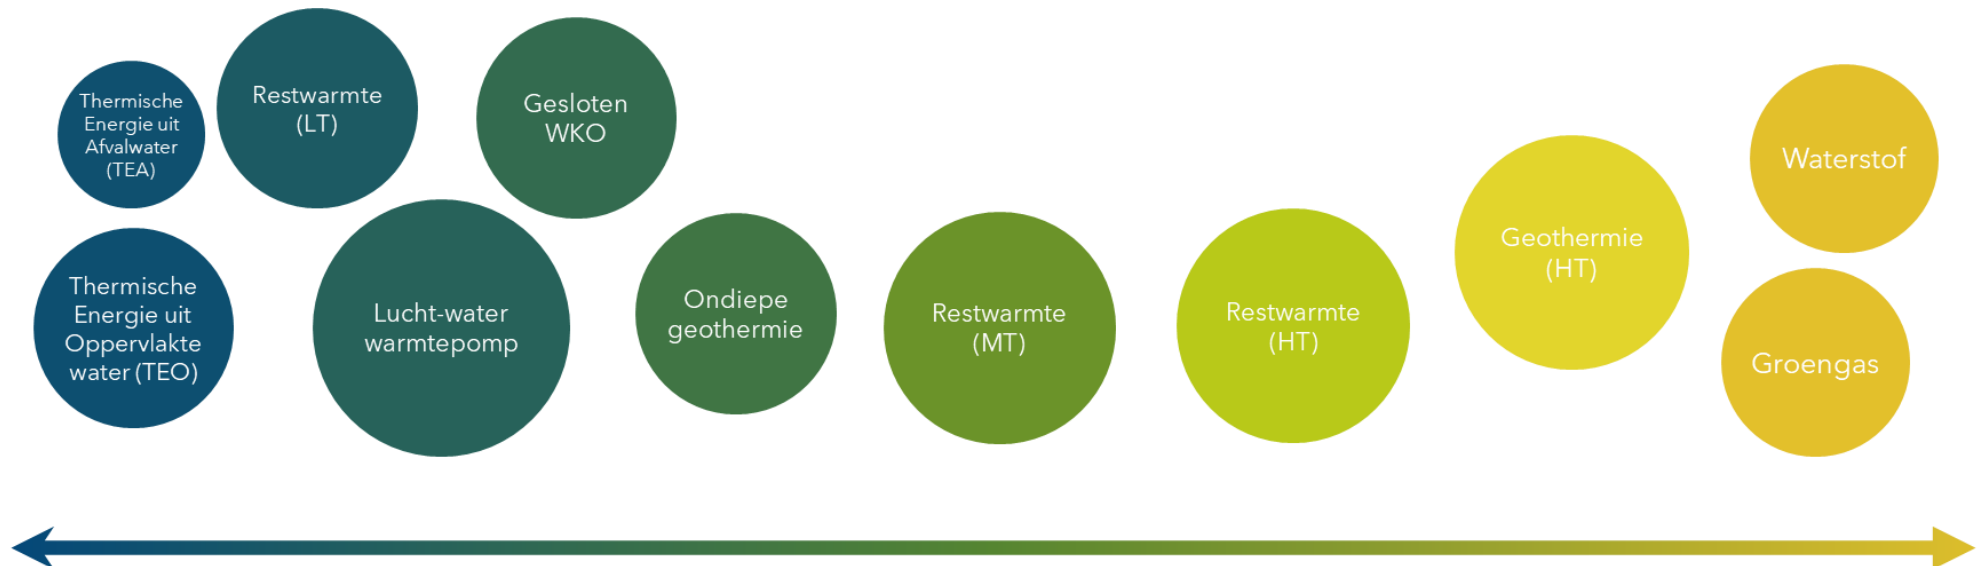 Thermische
Energie uit
Afvalwater
(TEA)
Restwarmte
(LT)
Gesloten
WKO
Waterstof
Thermische
Energie uit
Oppervlakte
water (TEO)
Lucht-water
warmtepomp
Ondiepe
geothermie
Restwarmte
(MT)
Restwarmte
(HT)
Geothermie
(HT)
Groengas